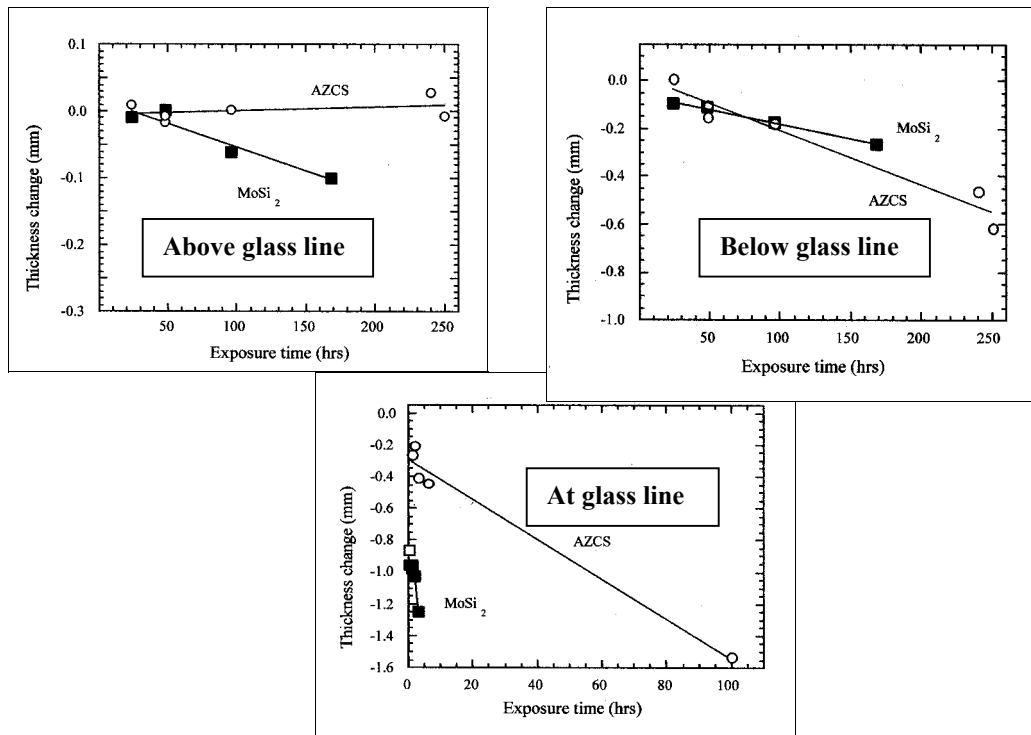 0.1
0.0
-0.1
-0.2
-0.3
Thickness change (mm)
AZCS
MoSi₂
Above glass line
50
100
150
200
250
Exposure time (hrs)
0.0
-0.2
-0.4
-0.6
-0.8
-1.0
Thickness change (mm)
MoSi₂
AZCS
Below glass line
50
100
150
200
250
Exposure time (hrs)
0.0
-0.2
-0.4
-0.6
-0.8
-1.0
-1.2
-1.4
-1.6
Thickness change (mm)
At glass line
AZCS
MoSi₂
0
20
40
60
80
100
Exposure time (hrs)